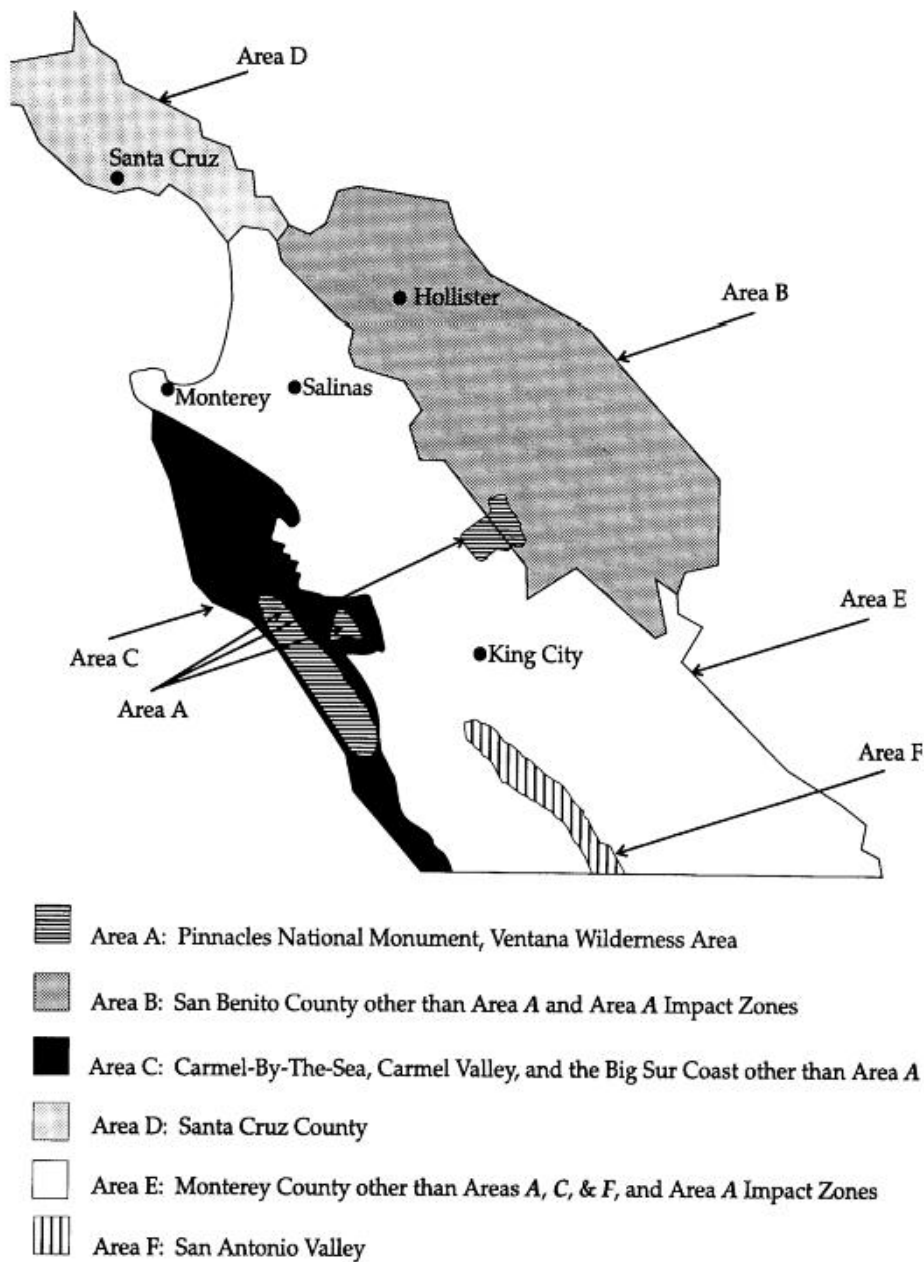 Area D
Santa Cruz
Hollister
Area B
Monterey
Salinas
Area E
Area C
King City
Area A
Area F
Area A: Pinnacles National Monument, Ventana Wilderness Area
Area B: San Benito County other than Area A and Area A Impact Zones
Area C: Carmel-By-The-Sea, Carmel Valley, and the Big Sur Coast other than Area A
Area D: Santa Cruz County
Area E: Monterey County other than Areas A, C, & F, and Area A Impact Zones
Area F: San Antonio Valley